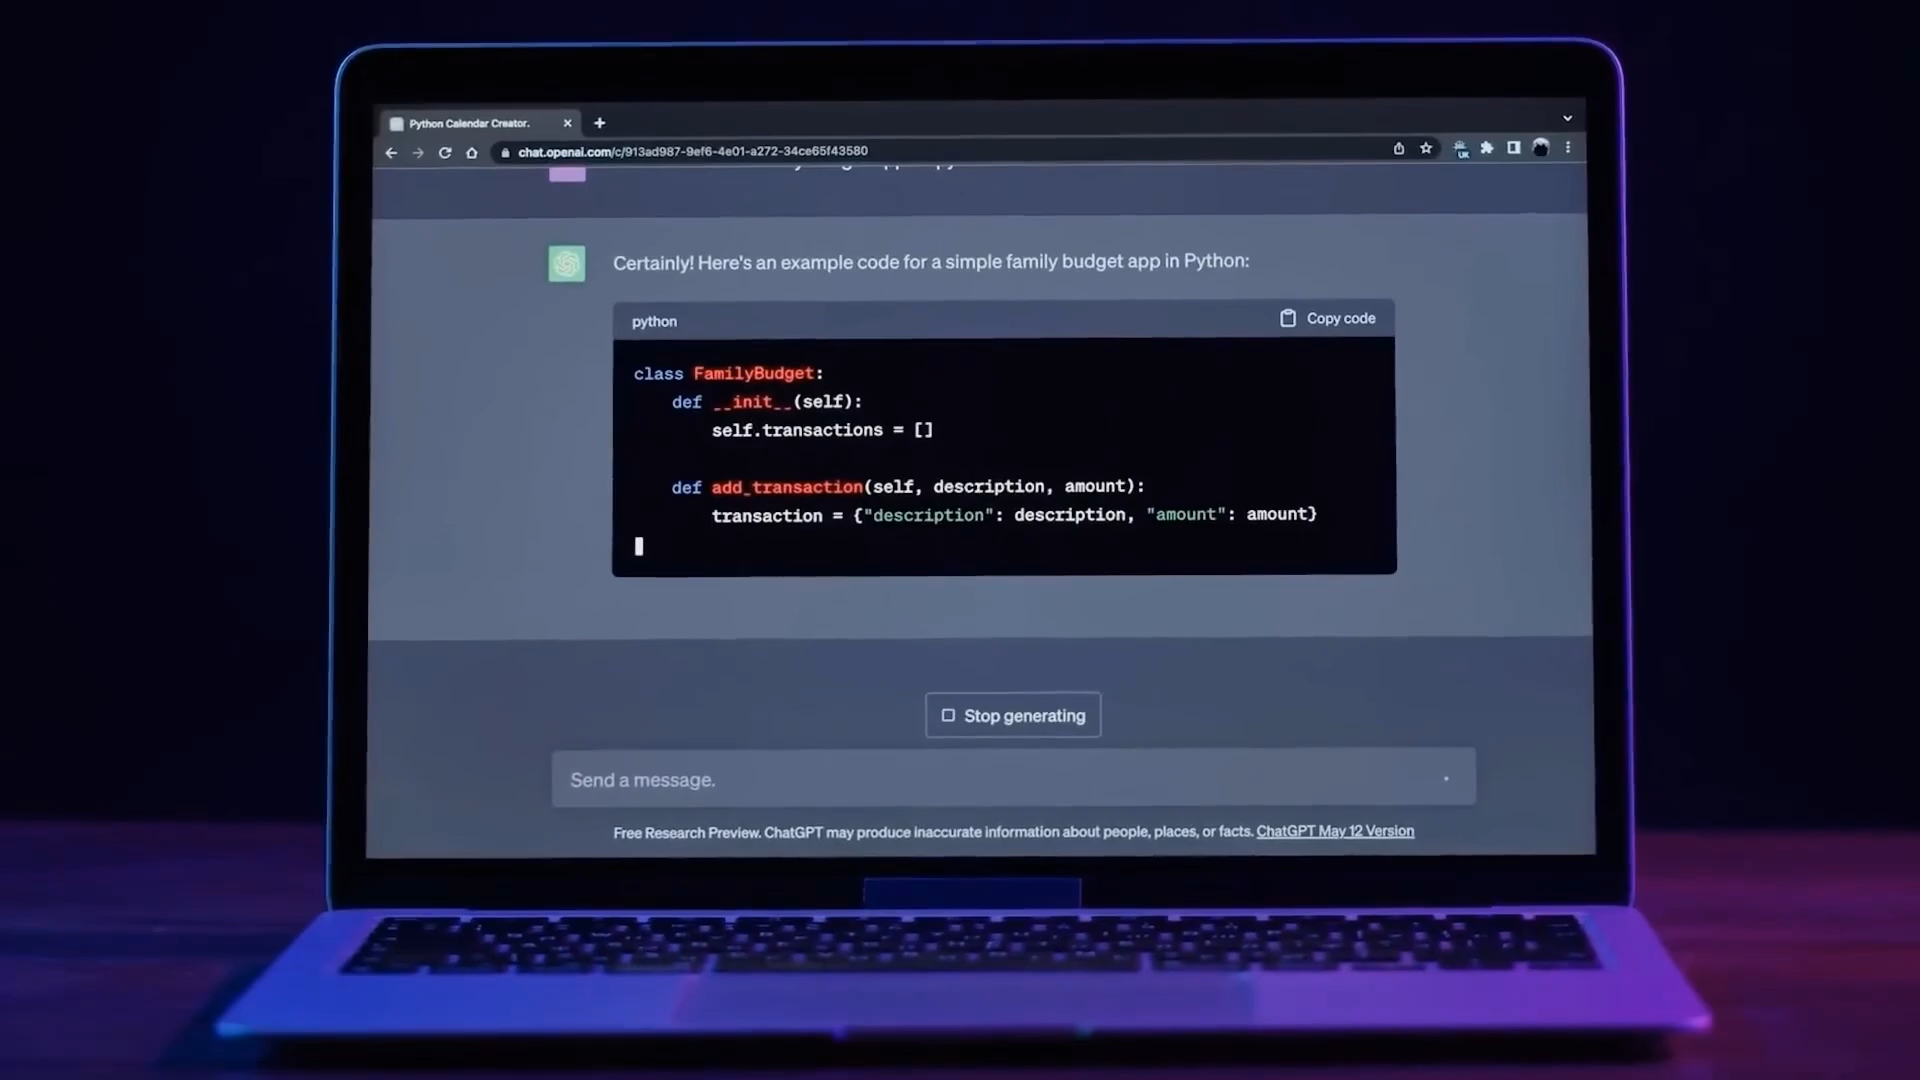 Python Calendar Creator.
chat.openai.com/c/913ad987-9ef6-4e01-a272-34ce65f43580
UK
Certainly! Here's an example code for a simple family budget app in Python:
python
Copy code
class FamilyBudget:
def __init__(self):
self.transactions = []
def add_transaction(self, description, amount):
transaction = {"description": description, "amount": amount}
Stop generating
Send a message.
Free Research Preview. ChatGPT may produce inaccurate information about people, places, or facts. ChatGPT May 12 Version